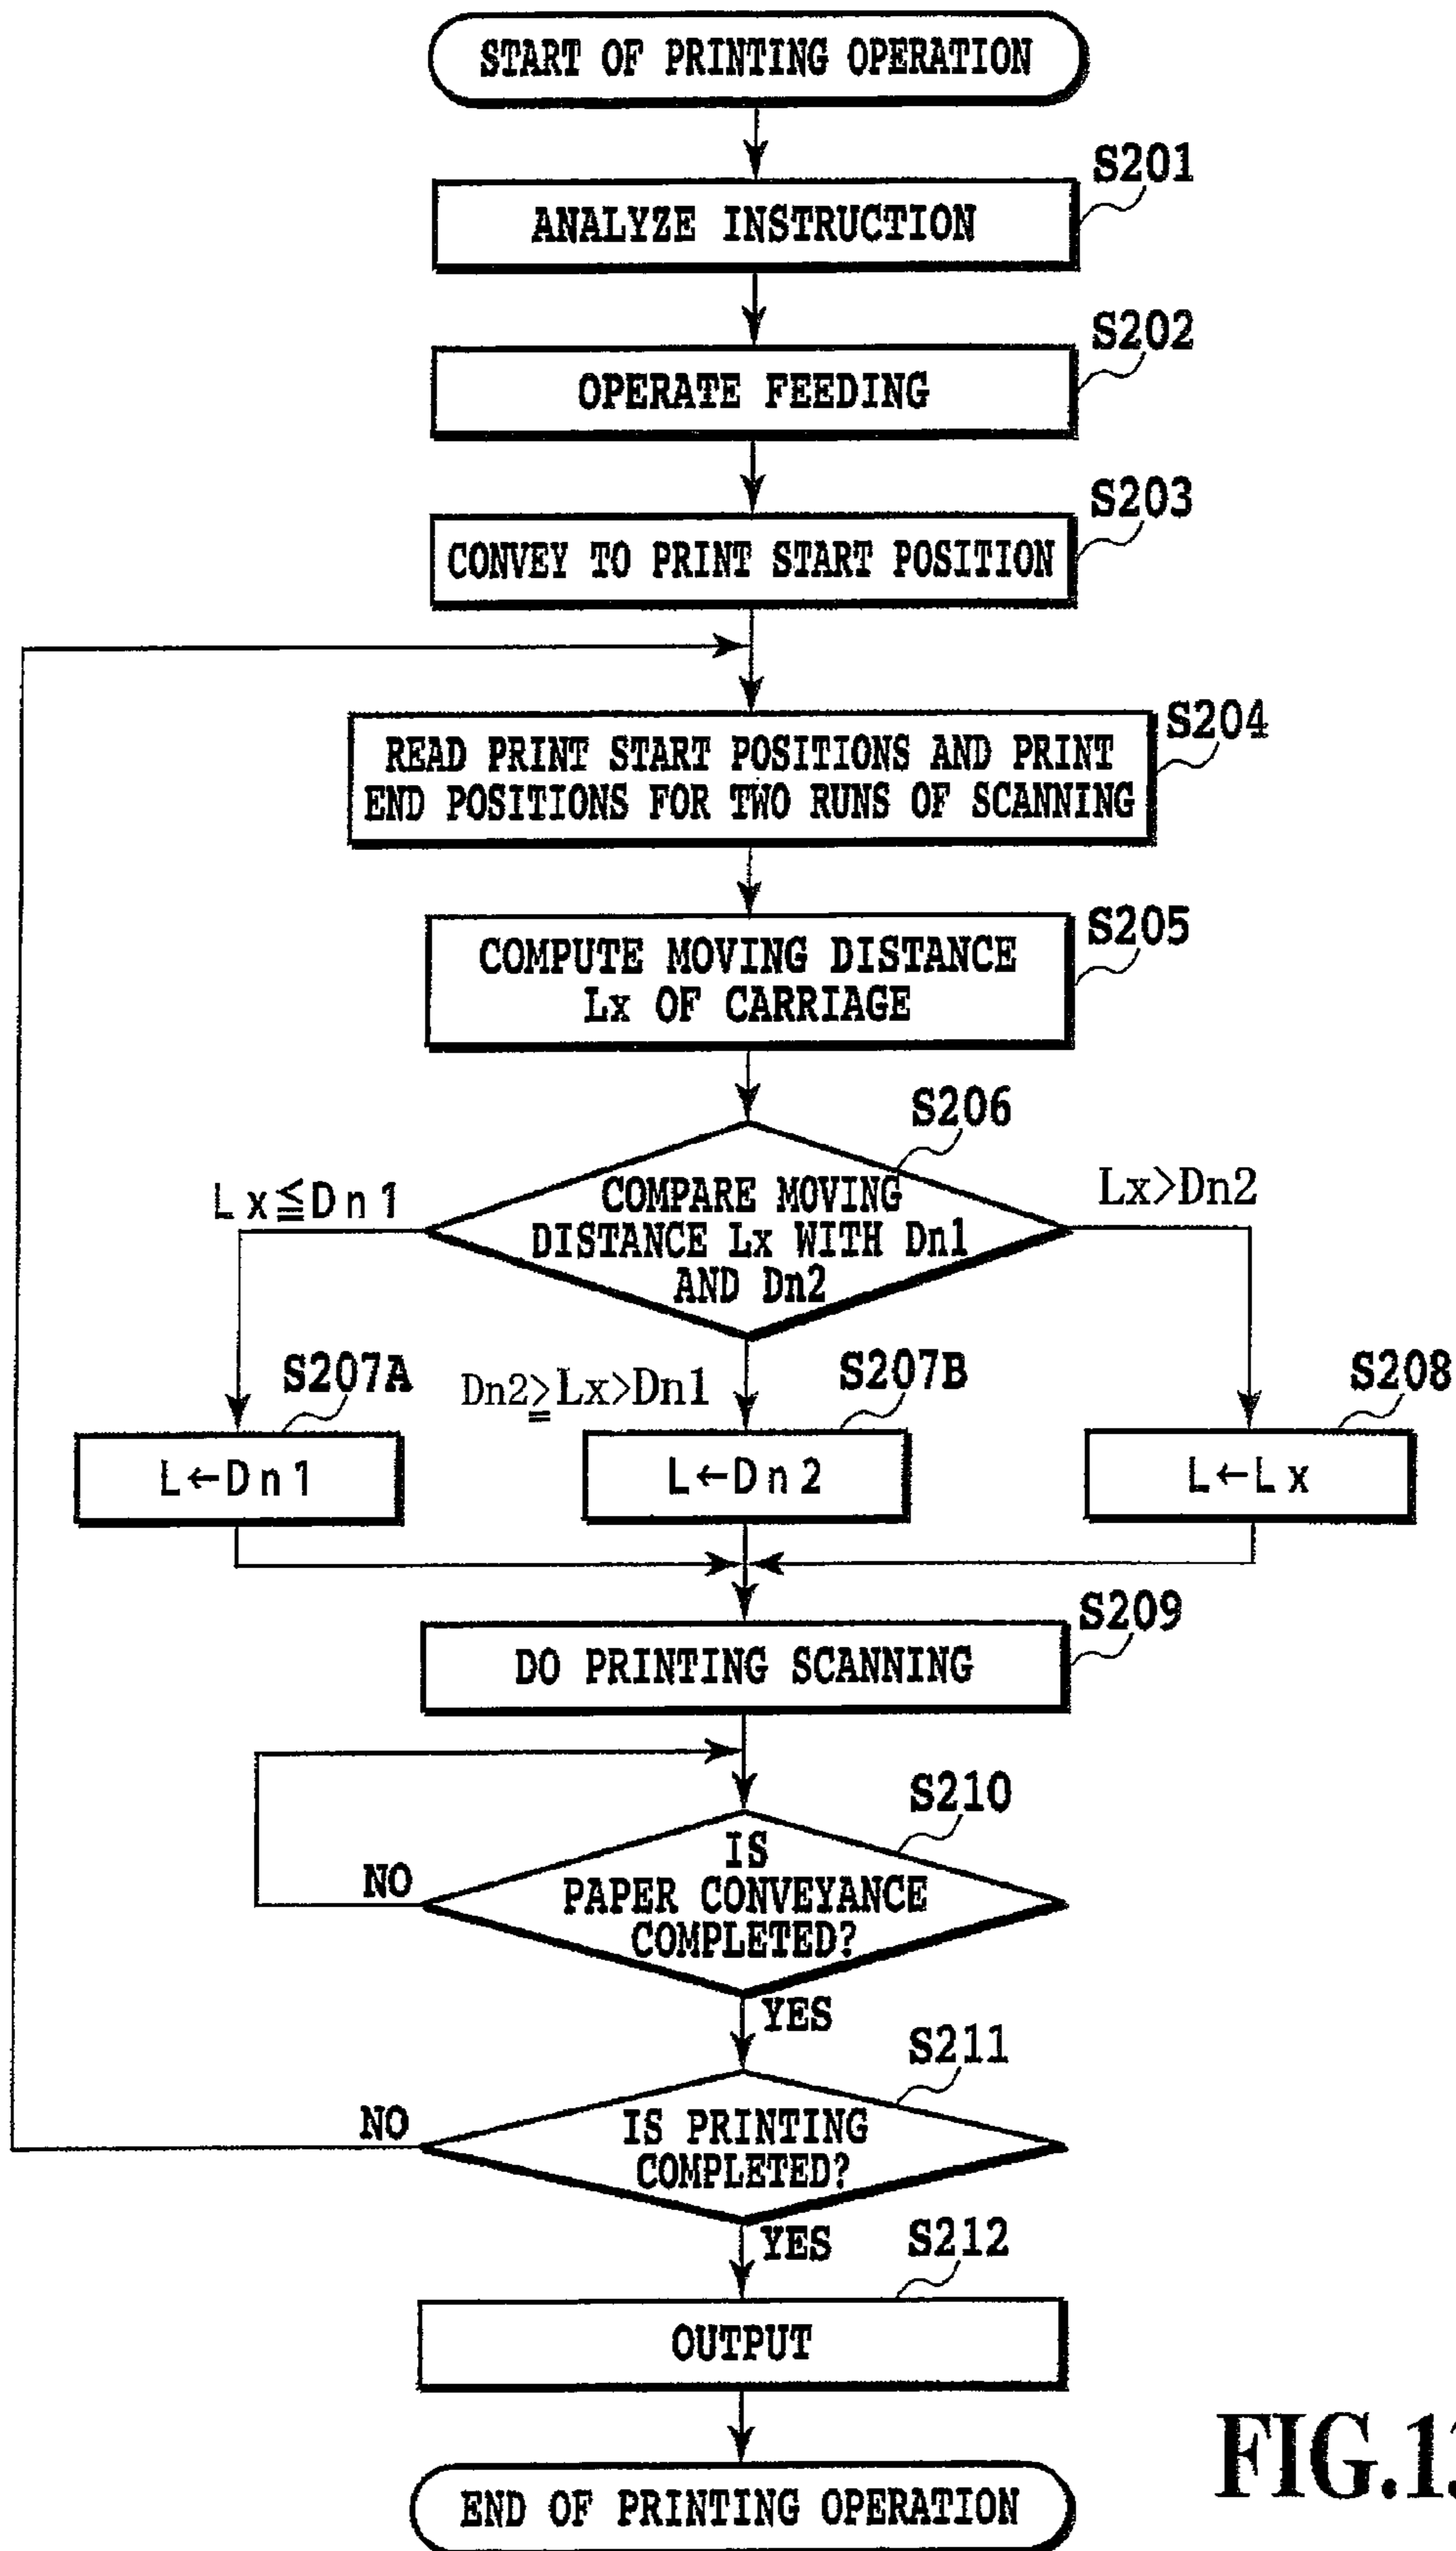 START OF PRINTING OPERATION
S201
ANALYZE INSTRUCTION
S202
OPERATE FEEDING
S203
CONVEY TO PRINT START POSITION
S204
READ PRINT START POSITIONS AND PRINT
END POSITIONS FOR TWO RUNS OF SCANNING
S205
COMPUTE MOVING DISTANCE
Lx OF CARRIAGE
S206
COMPARE MOVING
DISTANCE Lx WITH Dn1
AND Dn2
Lx≦Dn1
Lx>Dn2
Dn2≧Lx>Dn1
S207A
L←Dn1
S207B
L←Dn2
S208
L←Lx
S209
DO PRINTING SCANNING
S210
IS
PAPER CONVEYANCE
COMPLETED?
NO
YES
S211
IS PRINTING
COMPLETED?
NO
YES
S212
OUTPUT
END OF PRINTING OPERATION
FIG.1